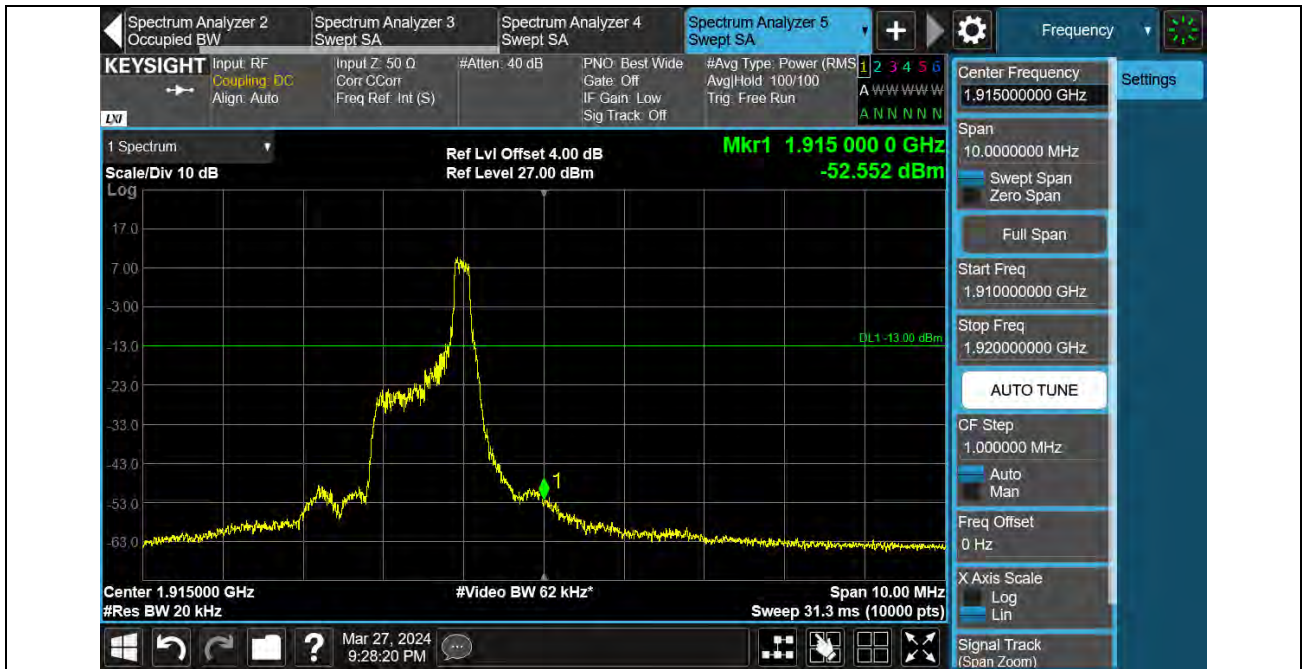 Spectrum Analyzer 2
Occupied BW
Spectrum Analyzer 3
Swept SA
Spectrum Analyzer 4
Swept SA
Spectrum Analyzer 5
Swept SA
+
Frequency
KEYSIGHT
LXI
Input: RF
Coupling: DC
Align: Auto
Input Z: 50 Ω
Corr CCorr
Freq Ref: Int (S)
#Atten: 40 dB
PNO: Best Wide
Gate: Off
IF Gain: Low
Sig Track: Off
#Avg Type: Power (RMS
Avg|Hold: 100/100
Trig: Free Run
1 2 3 4 5 6
A W W W W W
A N N N N N
1 Spectrum
Scale/Div 10 dB
Ref Lvl Offset 4.00 dB
Ref Level 27.00 dBm
Mkr1 1.915 000 0 GHz
-52.552 dBm
Log
17.0
7.00
-3.00
-13.0
-23.0
-33.0
-43.0
-53.0
-63.0
DL1 -13.00 dBm
1
Center 1.915000 GHz
#Res BW 20 kHz
#Video BW 62 kHz*
Span 10.00 MHz
Sweep 31.3 ms (10000 pts)
Center Frequency
1.915000000 GHz
Settings
Span
10.0000000 MHz
Swept Span
Zero Span
Full Span
Start Freq
1.910000000 GHz
Stop Freq
1.920000000 GHz
AUTO TUNE
CF Step
1.000000 MHz
Auto
Man
Freq Offset
0 Hz
X Axis Scale
Log
Lin
Signal Track
(Span Zoom)
?
Mar 27, 2024
9:28:20 PM